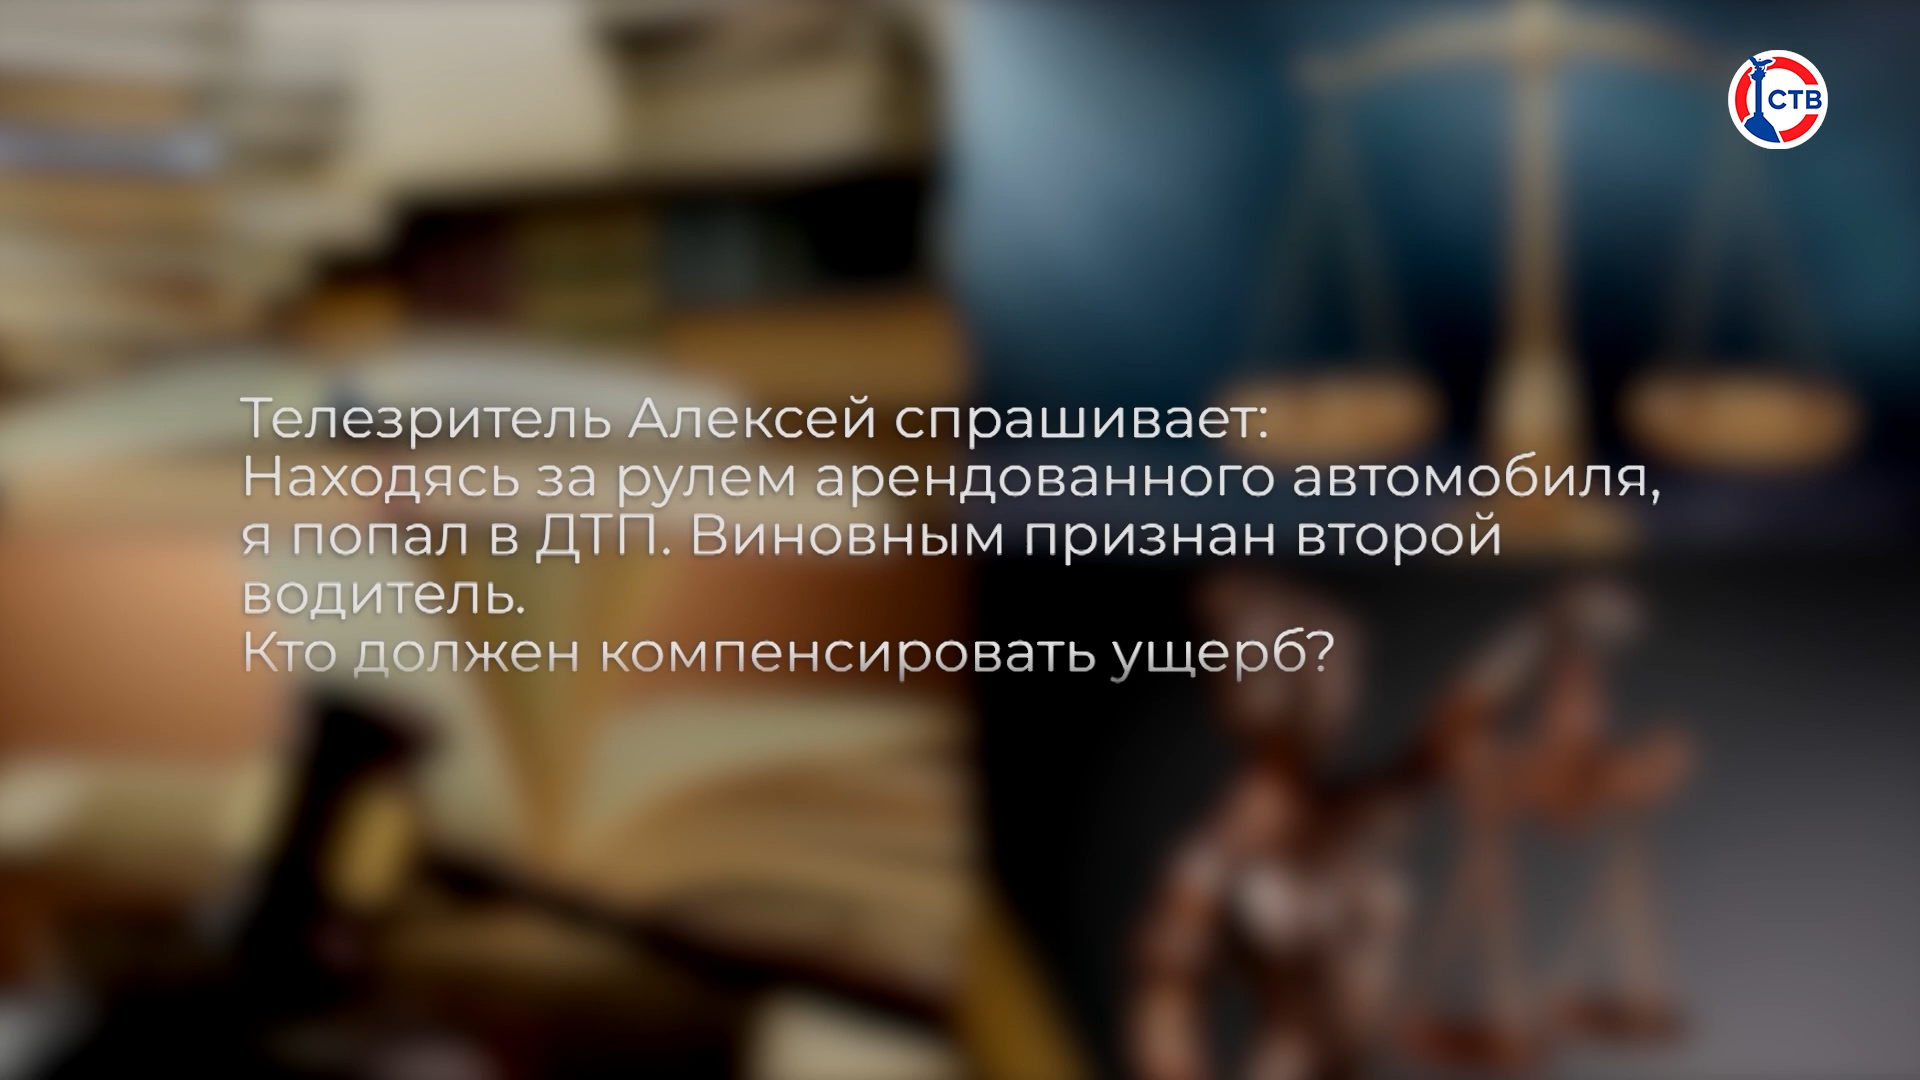 СТВ
Телезритель Алексей спрашивает:
Находясь за рулем арендованного автомобиля,
я попал в ДТП. Виновным признан второй
водитель.
Кто должен компенсировать ущерб?